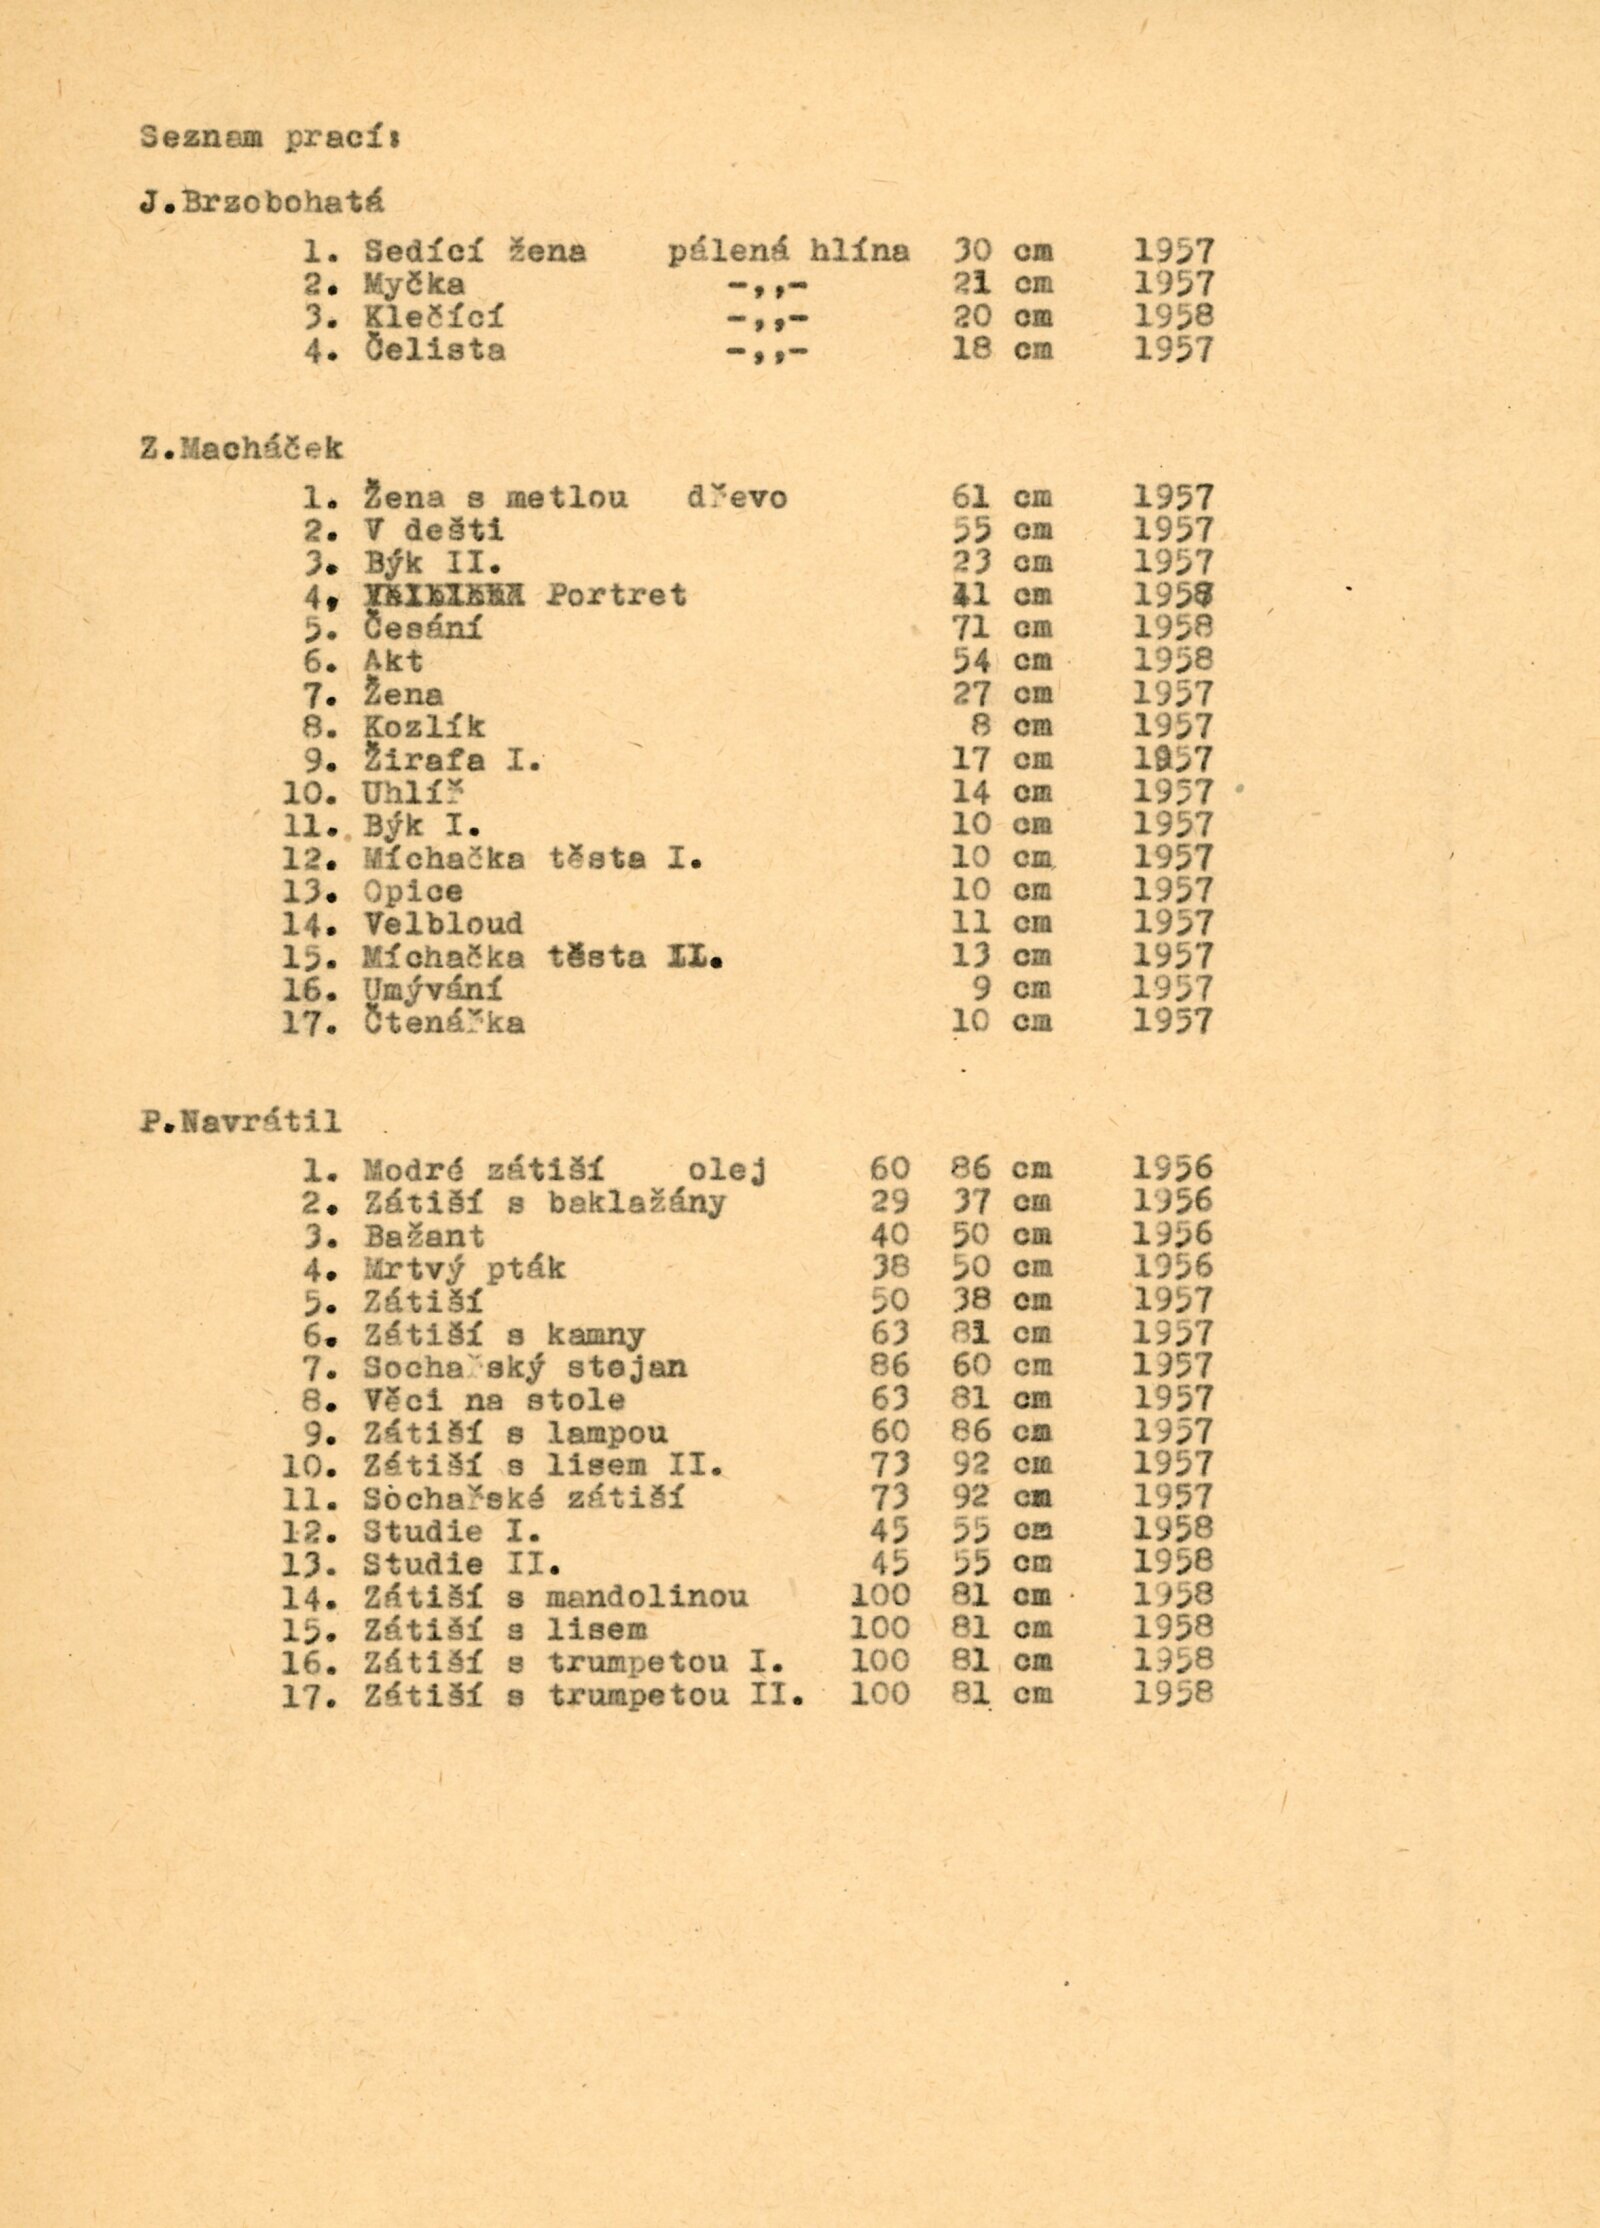 Seznam prací:
J.Brzobohatá
1. Sedící žena pálená hlína 30 cm 1957
2. Myčka -,,- 21 cm 1957
3. Klečící -,,- 20 cm 1958
4. Čelista -,,- 18 cm 1957
Z.Macháček
1. Žena s metlou dřevo 61 cm 1957
2. V dešti 55 cm 1957
3. Býk II. 23 cm 1957
4. Portret 41 cm
5. Česání 71 cm 1958
6. Akt 54 cm 1958
7. Žena 27 cm 1957
8. Kozlík 8 cm 1957
9. Žirafa I. 17 cm 1957
10. Uhlíř 14 cm 1957
11. Býk I. 10 cm 1957
12. Míchačka těsta I. 10 cm 1957
13. Opice 10 cm 1957
14. Velbloud 11 cm 1957
15. Míchačka těsta II. 13 cm 1957
16. Umývání 9 cm 1957
17. Čtenářka 10 cm 1957
P.Navrátil
1. Modré zátiší olej 60 86 cm 1956
2. Zátiší s baklažány 29 37 cm 1956
3. Bažant 40 50 cm 1956
4. Mrtvý pták 38 50 cm 1956
5. Zátiší 50 38 cm 1957
6. Zátiší s kamny 63 81 cm 1957
7. Sochařský stejan 86 60 cm 1957
8. Věci na stole 63 81 cm 1957
9. Zátiší s lampou 60 86 cm 1957
10. Zátiší s lisem II. 73 92 cm 1957
11. Sochařské zátiší 73 92 cm 1957
12. Studie I. 45 55 cm 1958
13. Studie II. 45 55 cm 1958
14. Zátiší s mandolinou 100 81 cm 1958
15. Zátiší s lisem 100 81 cm 1958
16. Zátiší s trumpetou I. 100 81 cm 1958
17. Zátiší s trumpetou II. 100 81 cm 1958